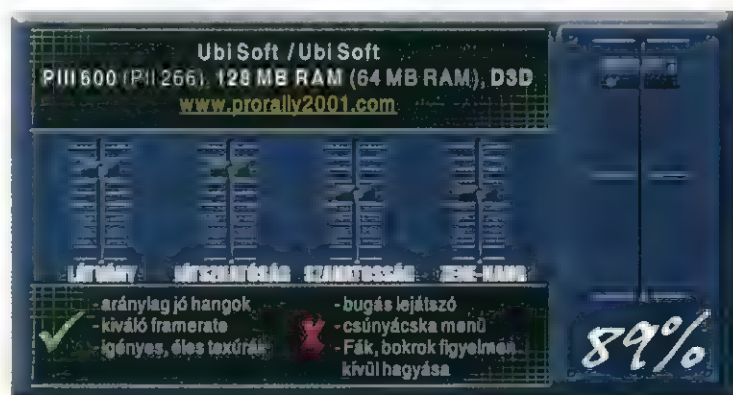 Ubi Soft / Ubi Soft
PIII 600 (PII 266), 128 MB RAM (64 MB RAM), D3D
www.prorally2001.com
LÁTVÁNY JÁTSZHATÓSÁG SZAVATOSSÁG ZENE-HANG
- aránylag jó hangok
- kiváló framerate
- igényes, éles textúrák
- bugás lejátszó
- csúnyácska menü
- Fák, bokrok figyelmen
kívül hagyása
89%